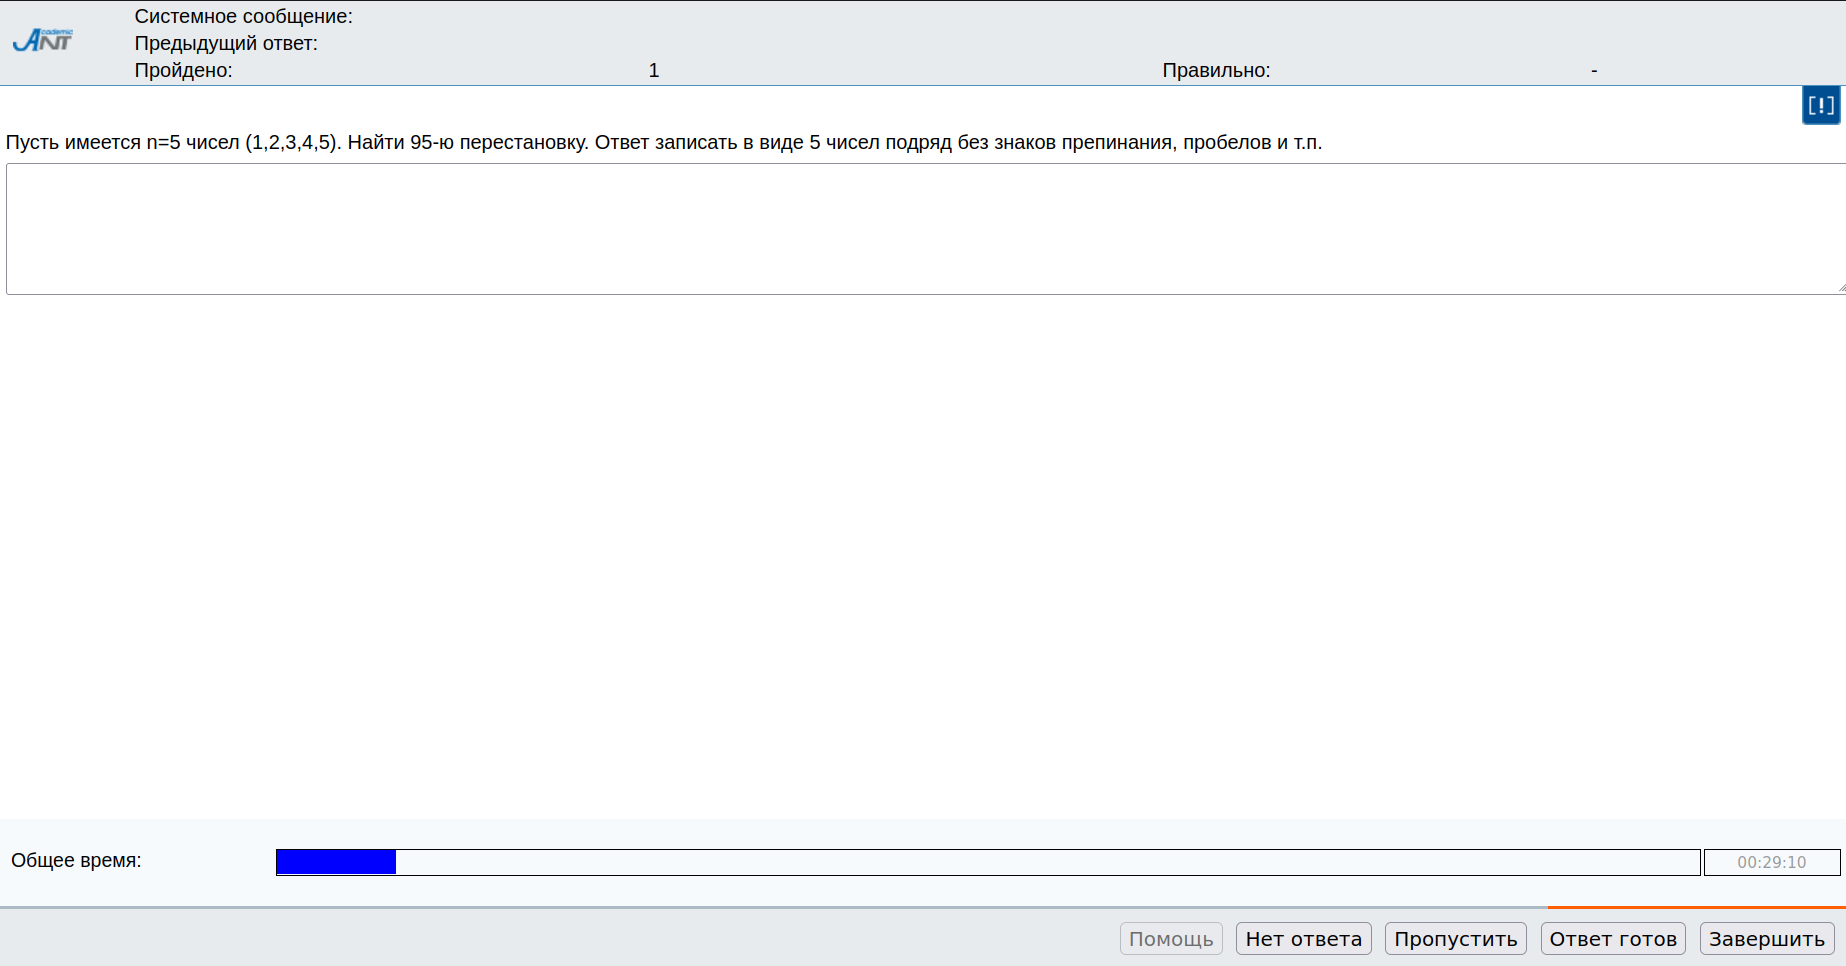 Academic ANT
Системное сообщение:
Предыдущий ответ:
Пройдено: 1 Правильно: -
[!]
Пусть имеется n=5 чисел (1,2,3,4,5). Найти 95-ю перестановку. Ответ записать в виде 5 чисел подряд без знаков препинания, пробелов и т.п.
Общее время: 00:29:10
Помощь Нет ответа Пропустить Ответ готов Завершить